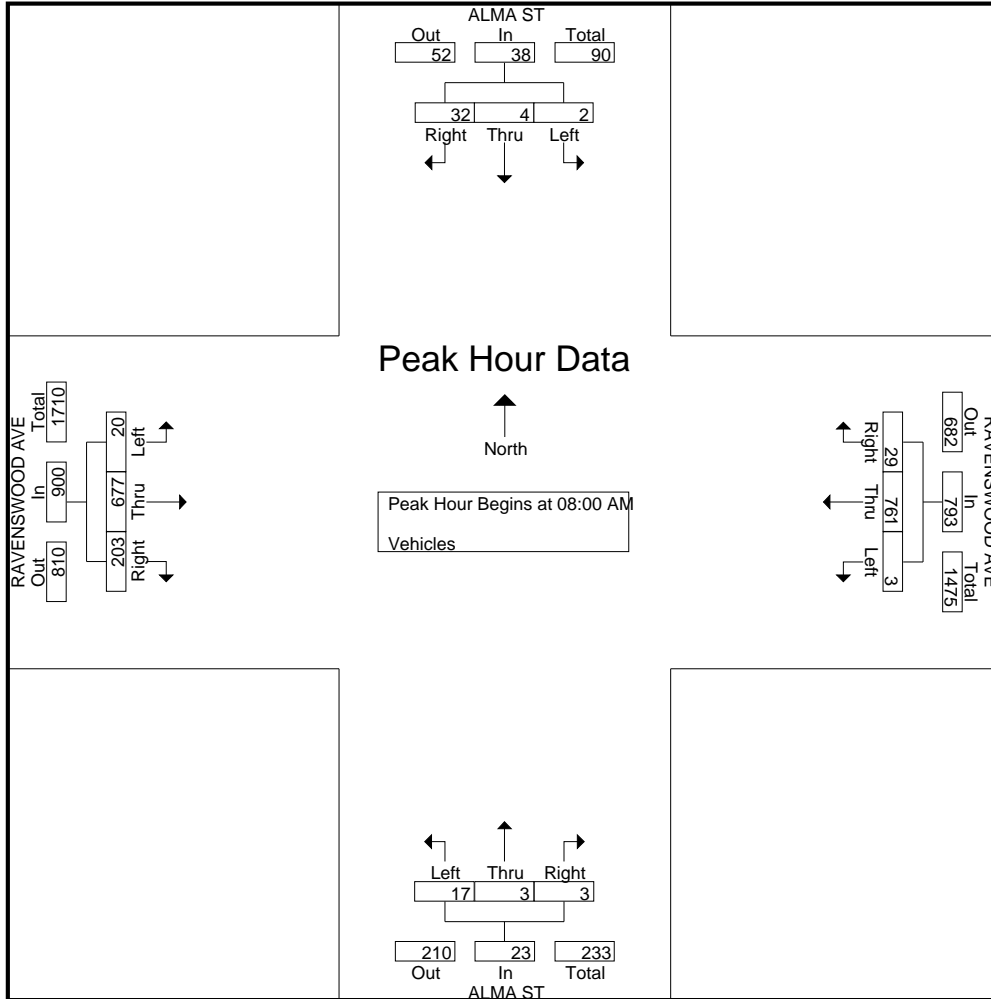 ALMA ST
Out In Total
52 38 90
32 4 2
Right Thru Left
Peak Hour Data
North
Peak Hour Begins at 08:00 AM
Vehicles
RAVENSWOOD AVE
Total In Out
1710 900 810
20 677 203
Left Thru Right
RAVENSWOOD AVE
Out In Total
682 793 1475
29 761 3
Right Thru Left
Left Thru Right
17 3 3
210 23 233
Out In Total
ALMA ST